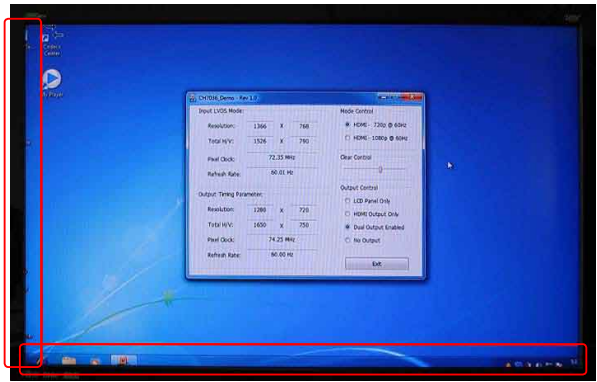 Center
Player
CH7036_Demo - Rev 1.0
Input LVDS Mode:
Resolution: 1366 X 768
Total H/V: 1526 X 790
Pixel Clock: 72.35 MHz
Refresh Rate: 60.01 Hz
Output Timing Parameter:
Resolution: 1280 X 720
Total H/V: 1650 X 750
Pixel Clock: 74.25 MHz
Refresh Rate: 60.00 Hz
Mode Control
HDMI - 720p @ 60Hz
HDMI - 1080p @ 60Hz
Clear Control
Output Control
LCD Panel Only
HDMI Output Only
Dual Output Enabled
No Output
Exit